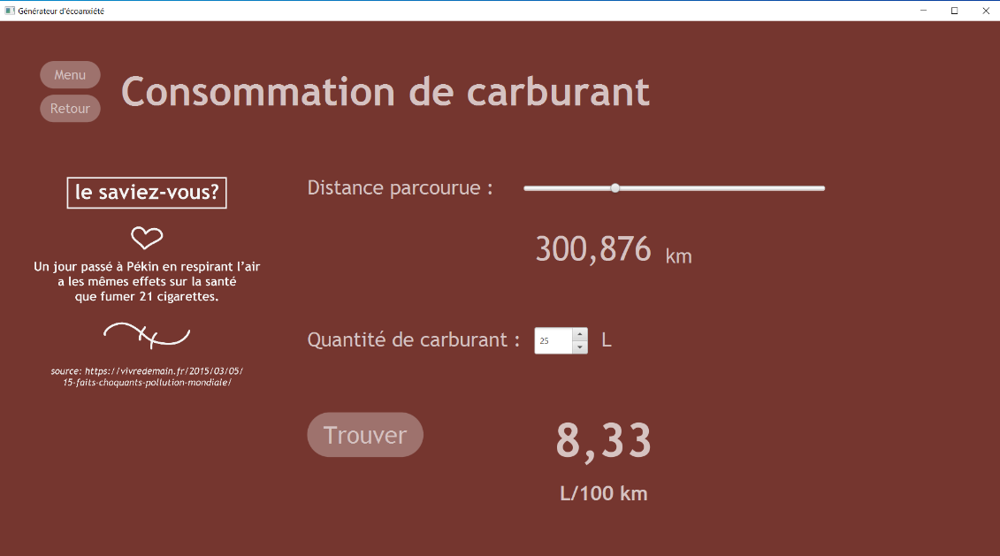 Générateur d'écoanxiété
Menu
Retour
Consommation de carburant
le saviez-vous?
Un jour passé à Pékin en respirant l'air
a les mêmes effets sur la santé
que fumer 21 cigarettes.
source: https://vivredemain.fr/2015/03/05/
15-faits-choquants-pollution-mondiale/
Distance parcourue :
300,876 km
Quantité de carburant : 25 L
Trouver
8,33
L/100 km